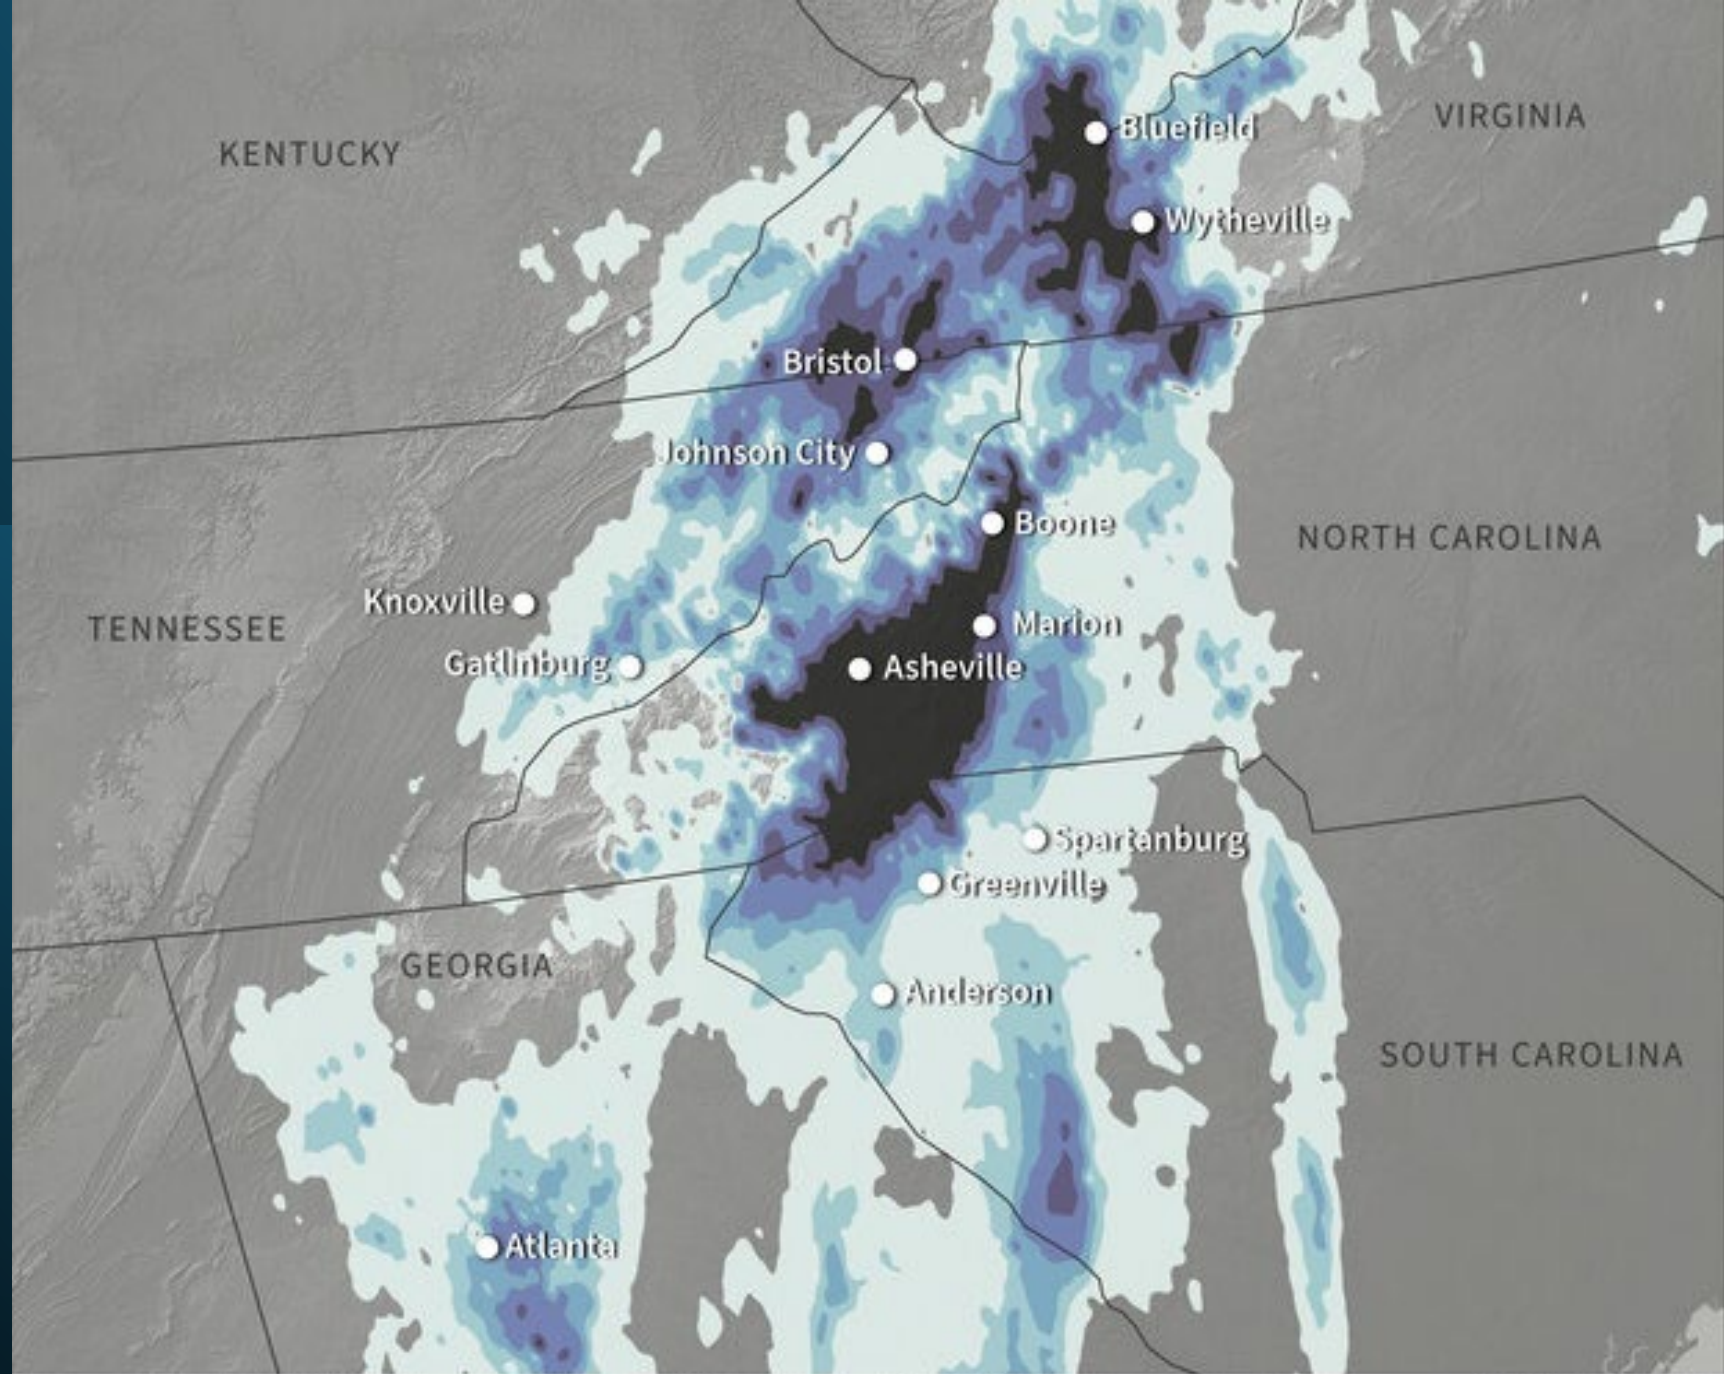 Bluefield
VIRGINIA
KENTUCKY
Wytheville
Bristol
Johnson City
Boone
NORTH CAROLINA
Knoxville
TENNESSEE
Marion
Gatlinburg
Asheville
Spartanburg
Greenville
GEORGIA
Anderson
SOUTH CAROLINA
Atlanta